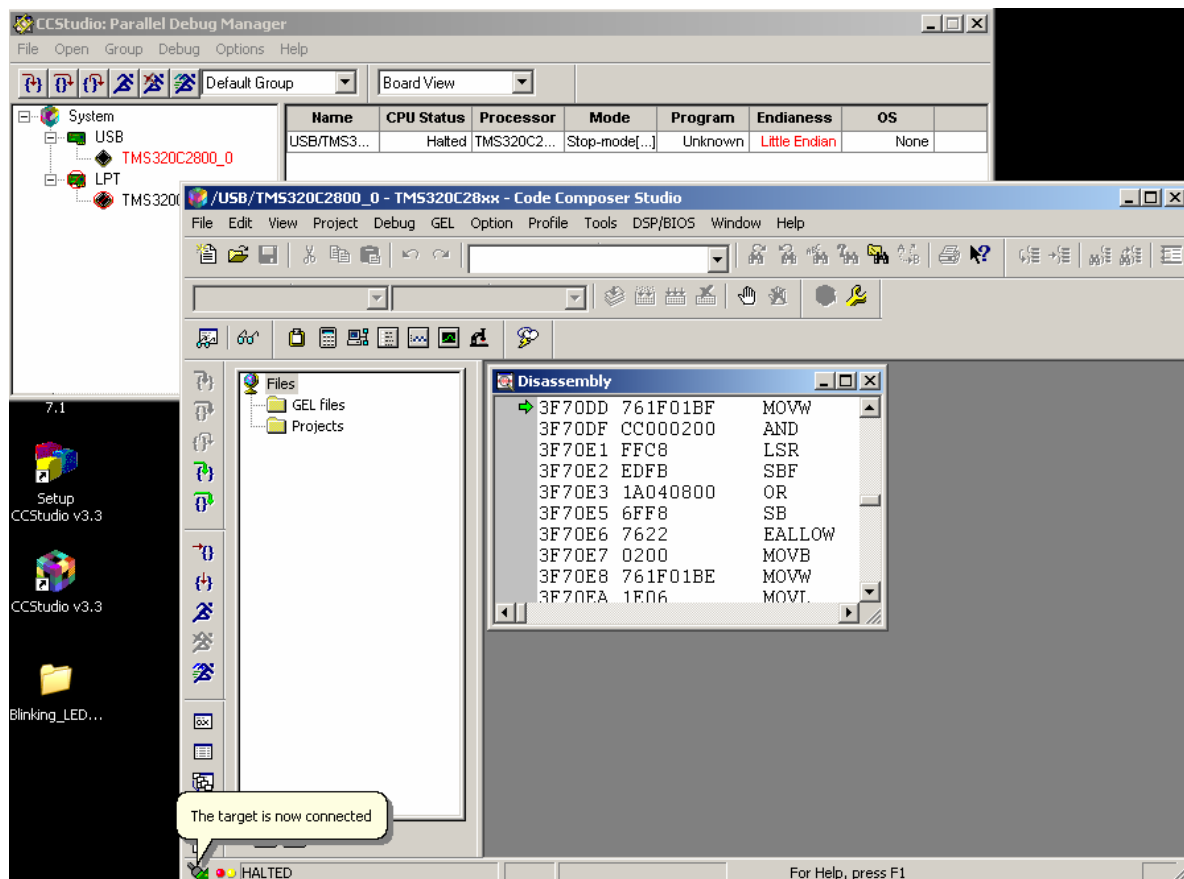 CCStudio: Parallel Debug Manager
File Open Group Debug Options Help
Default Group Board View
System
USB
TMS320C2800_0
LPT
TMS320
Name CPU Status Processor Mode Program Endianess OS
USB/TMS3... Halted TMS320C2... Stop-mode[...] Unknown Little Endian None
/USB/TMS320C2800_0 - TMS320C28xx - Code Composer Studio
File Edit View Project Debug GEL Option Profile Tools DSP/BIOS Window Help
Files
GEL files
Projects
Disassembly
3F70DD 761F01BF MOVW
3F70DF CC000200 AND
3F70E1 FFC8 LSR
3F70E2 EDFB SBF
3F70E3 1A040800 OR
3F70E5 6FF8 SB
3F70E6 7622 EALLOW
3F70E7 0200 MOVB
3F70E8 761F01BE MOVW
3F70EA 1E06 MOVL
7.1
Setup
CCStudio v3.3
CCStudio v3.3
Blinking_LED...
The target is now connected
HALTED
For Help, press F1